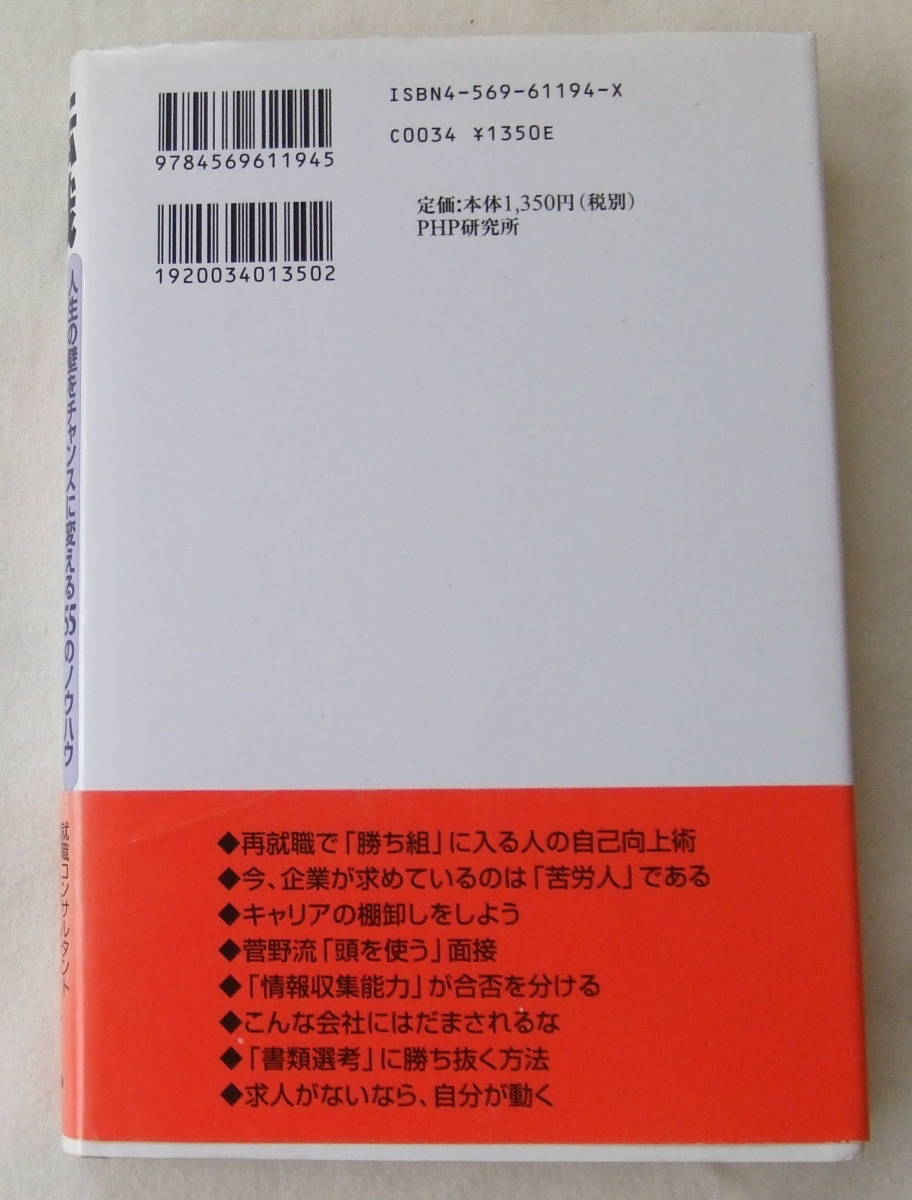 ISBN4-569-61194-X
9784569611945
C0034 ¥1350E
定価:本体1,350円(税別)
PHP研究所
1920034013502
人生の壁をチャンスに変える55のノウハウ
就職コンサルタント
◆再就職で「勝ち組」に入る人の自己向上術
◆今、企業が求めているのは「苦労人」である
◆キャリアの棚卸しをしよう
◆菅野流「頭を使う」面接
◆「情報収集能力」が合否を分ける
◆こんな会社にはだまされるな
◆「書類選考」に勝ち抜く方法
◆求人がないなら、自分が動く